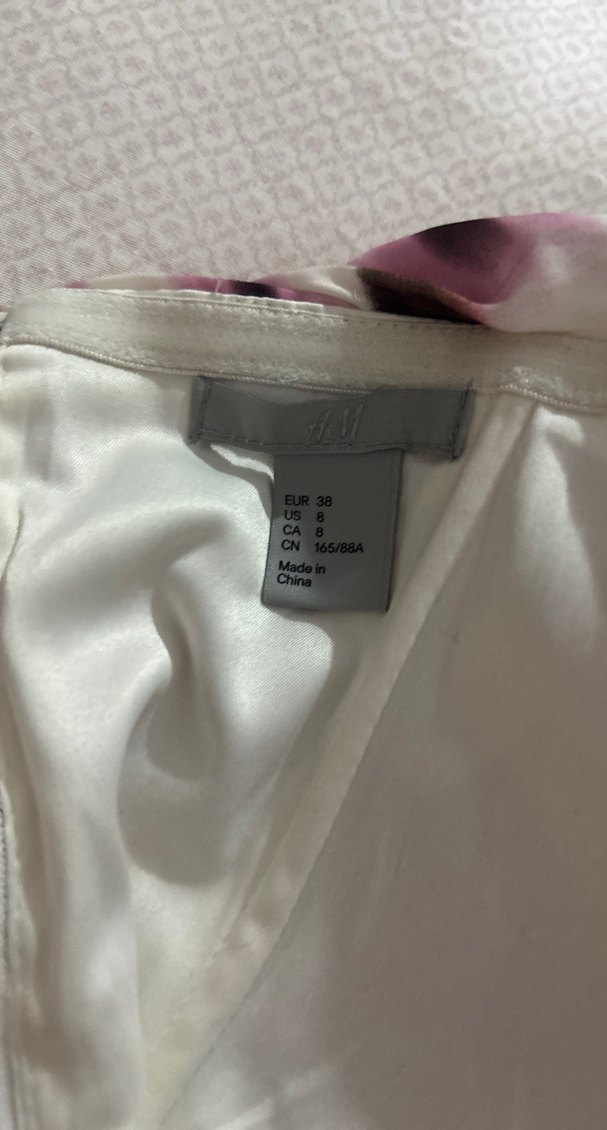 H&M
EUR 38
US 8
CA 8
CN 165/88A
Made in
China